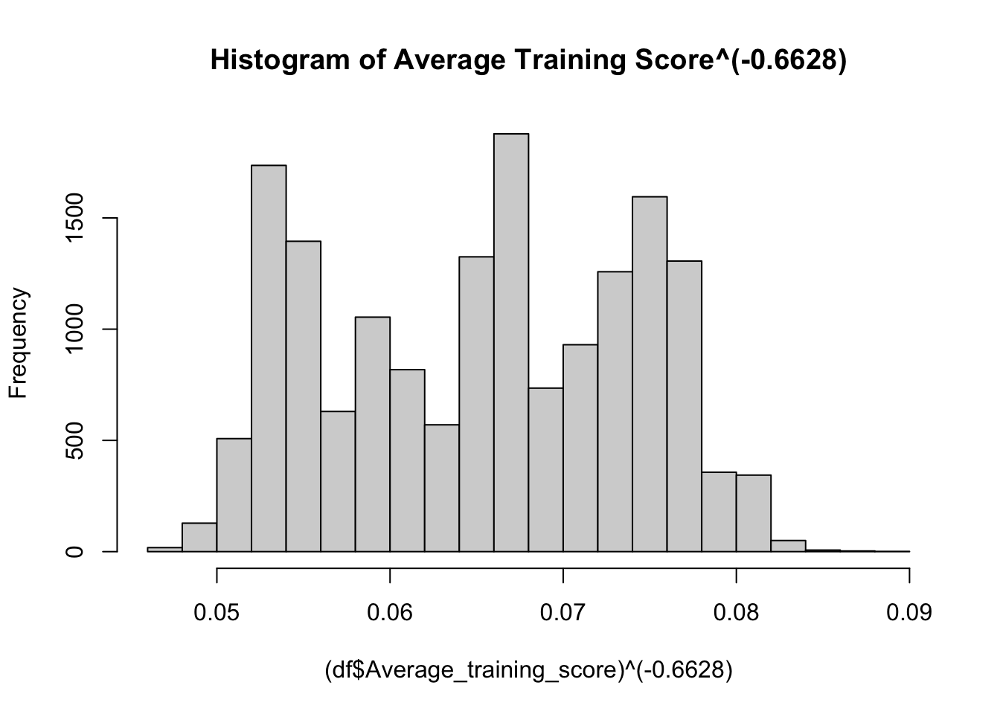 Histogram of Average Training Score^(-0.6628)
Frequency
1500
1000
500
0
0.05 0.06 0.07 0.08 0.09
(df$Average_training_score)^(-0.6628)